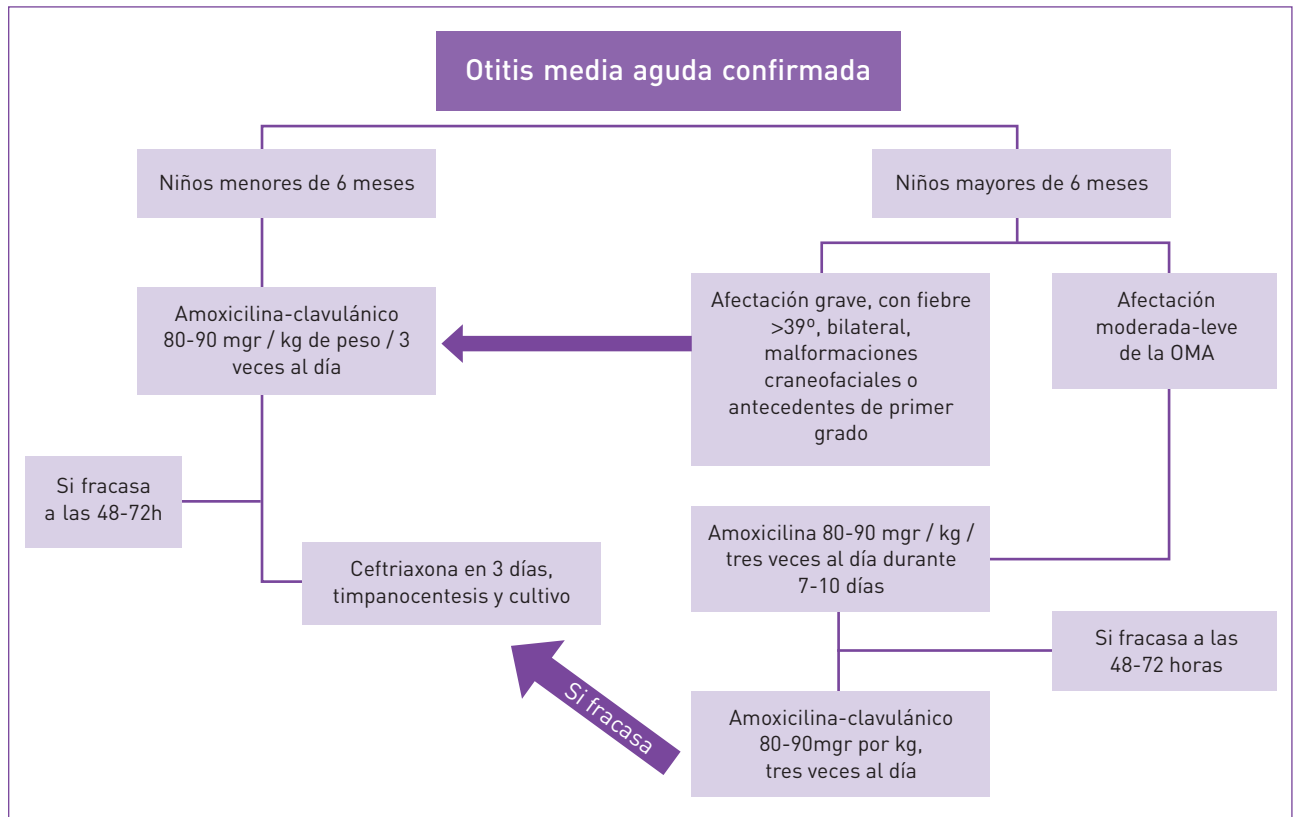 Otitis media aguda confirmada
Niños menores de 6 meses
Niños mayores de 6 meses
Amoxicilina-clavulánico
80-90 mgr / kg de peso / 3
veces al día
Afectación grave, con fiebre
>39º, bilateral,
malformaciones
craneofaciales o
antecedentes de primer
grado
Afectación
moderada-leve
de la OMA
Si fracasa
a las 48-72h
Ceftriaxona en 3 días,
timpanocentesis y cultivo
Amoxicilina 80-90 mgr / kg /
tres veces al día durante
7-10 días
Si fracasa a las
48-72 horas
Si fracasa
Amoxicilina-clavulánico
80-90mgr por kg,
tres veces al día